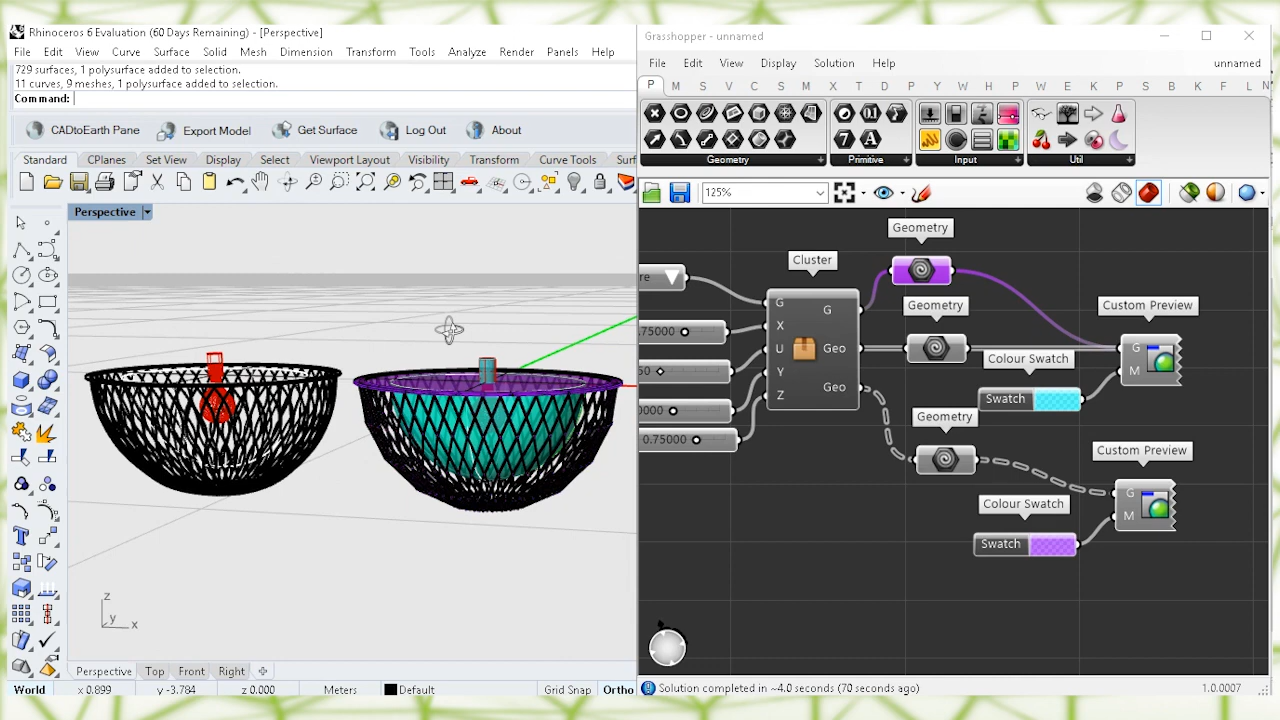 Rhinoceros 6 Evaluation (60 Days Remaining) - [Perspective]
File Edit View Curve Surface Solid Mesh Dimension Transform Tools Analyze Render Panels Help
729 surfaces, 1 polysurface added to selection.
11 curves, 9 meshes, 1 polysurface added to selection.
Command:
CADtoEarth Pane Export Model GetSurface Log Out About
Standard CPlanes Set View Display Select Viewport Layout Visibility Transform Curve Tools Surf
Perspective
z
y x
Perspective Top Front Right
World x 0.899 y -3.784 z 0.000 Meters Default Grid Snap Ortho
Grasshopper - unnamed
File Edit View Display Solution Help unnamed
P M S V C S M I X T D P Y W E K H P W E L A P S W B K F G L N
Geometry Primitive Input Util
125%
Geometry
Cluster
re
G
X
U
Y
Z
G
Geo
Geo
.75000
50
0000
0.75000
Geometry
Custom Preview
G
M
Colour Swatch
Swatch
Geometry
Custom Preview
G
M
Colour Swatch
Swatch
Solution completed in ~4.0 seconds (70 seconds ago) 1.0.0007